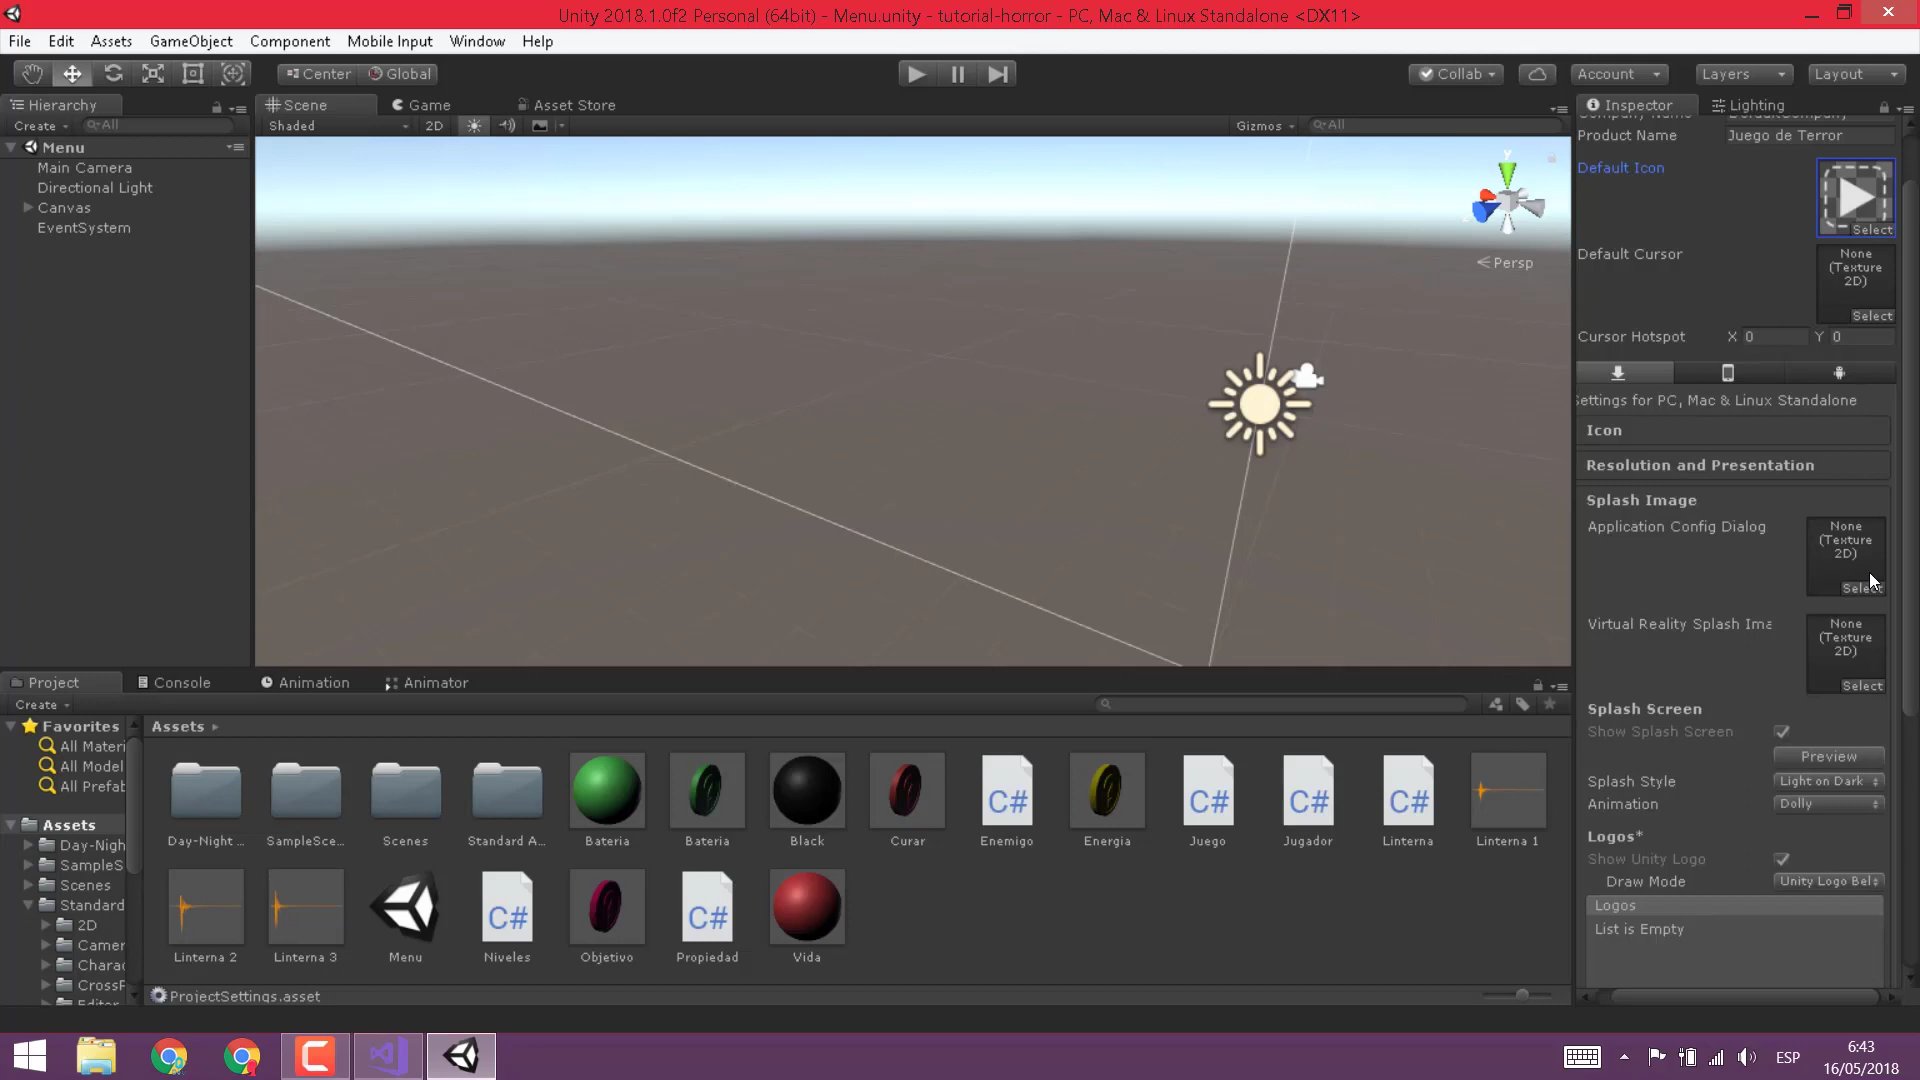 Unity 2018.1.0f2 Personal (64bit) - Menu.unity - tutorial-horror - PC, Mac & Linux Standalone <DX11>
File Edit Assets GameObject Component Mobile Input Window Help
Center Global Collab Account Layers Layout
Hierarchy Scene Game Asset Store Inspector Lighting
Create All Shaded 2D Gizmos All
Product Name Juego de Terror
Menu
Main Camera
Directional Light
Canvas
EventSystem
y
Persp
Default Icon
Select
Default Cursor
None
(Texture
2D)
Select
Cursor Hotspot X 0 Y 0
Settings for PC, Mac & Linux Standalone
Icon
Resolution and Presentation
Splash Image
Application Config Dialog
None
(Texture
2D)
Select
Virtual Reality Splash Ima
None
(Texture
2D)
Select
Splash Screen
Show Splash Screen
Preview
Splash Style Light on Dark
Animation Dolly
Logos*
Show Unity Logo
Draw Mode Unity Logo Bel
Logos
List is Empty
Project Console Animation Animator
Create
Favorites
All Materi
All Model
All Prefab
Assets
Day-Nigh
SampleS
Scenes
Standard
2D
Camer
Charac
CrossP
Assets
Day-Night ... SampleSce... Scenes Standard A... Bateria Bateria Black Curar Enemigo Energia Juego Jugador Linterna Linterna 1
C# C# C# C#
Linterna 2 Linterna 3 Menu Niveles Objetivo Propiedad Vida
C# C#
ProjectSettings.asset
ESP
6:43
16/05/2018